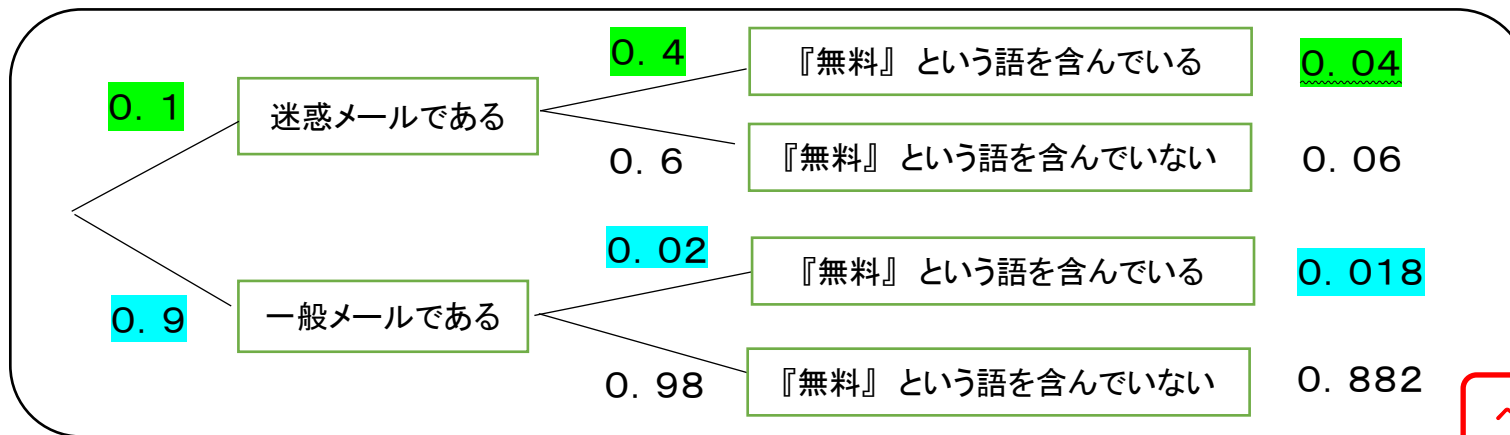 0.4
『無料』という語を含んでいる
0.04
0.1
迷惑メールである
0.6
『無料』という語を含んでいない
0.06
0.02
『無料』という語を含んでいる
0.018
0.9
一般メールである
0.98
『無料』という語を含んでいない
0.882